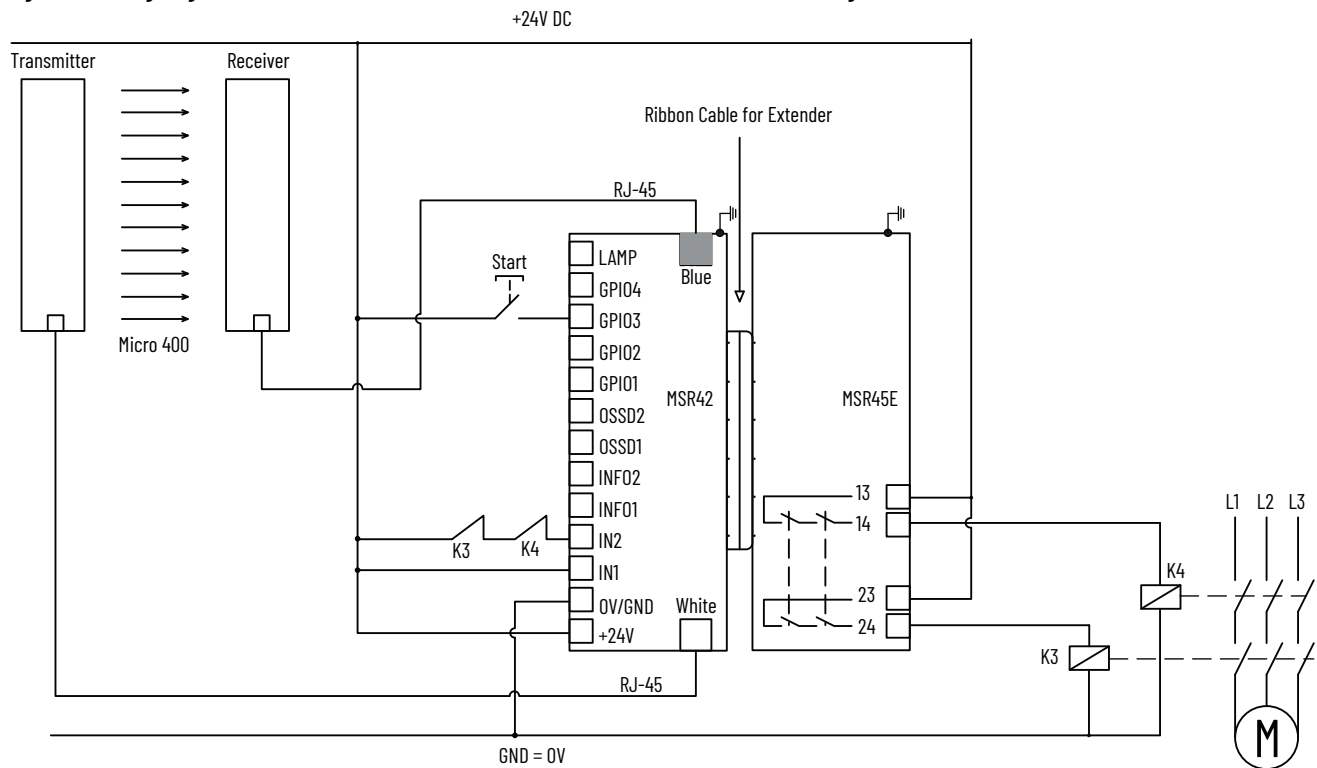 +24V DC
Transmitter
Receiver
Ribbon Cable for Extender
RJ-45
Start
Blue
LAMP
GPIO4
GPIO3
GPIO2
GPIO1
OSSD2
OSSD1
INFO2
INFO1
IN2
IN1
0V/GND
+24V
Micro 400
MSR42
MSR45E
K3
K4
White
13
14
23
24
RJ-45
L1 L2 L3
K4
K3
M
GND = 0V